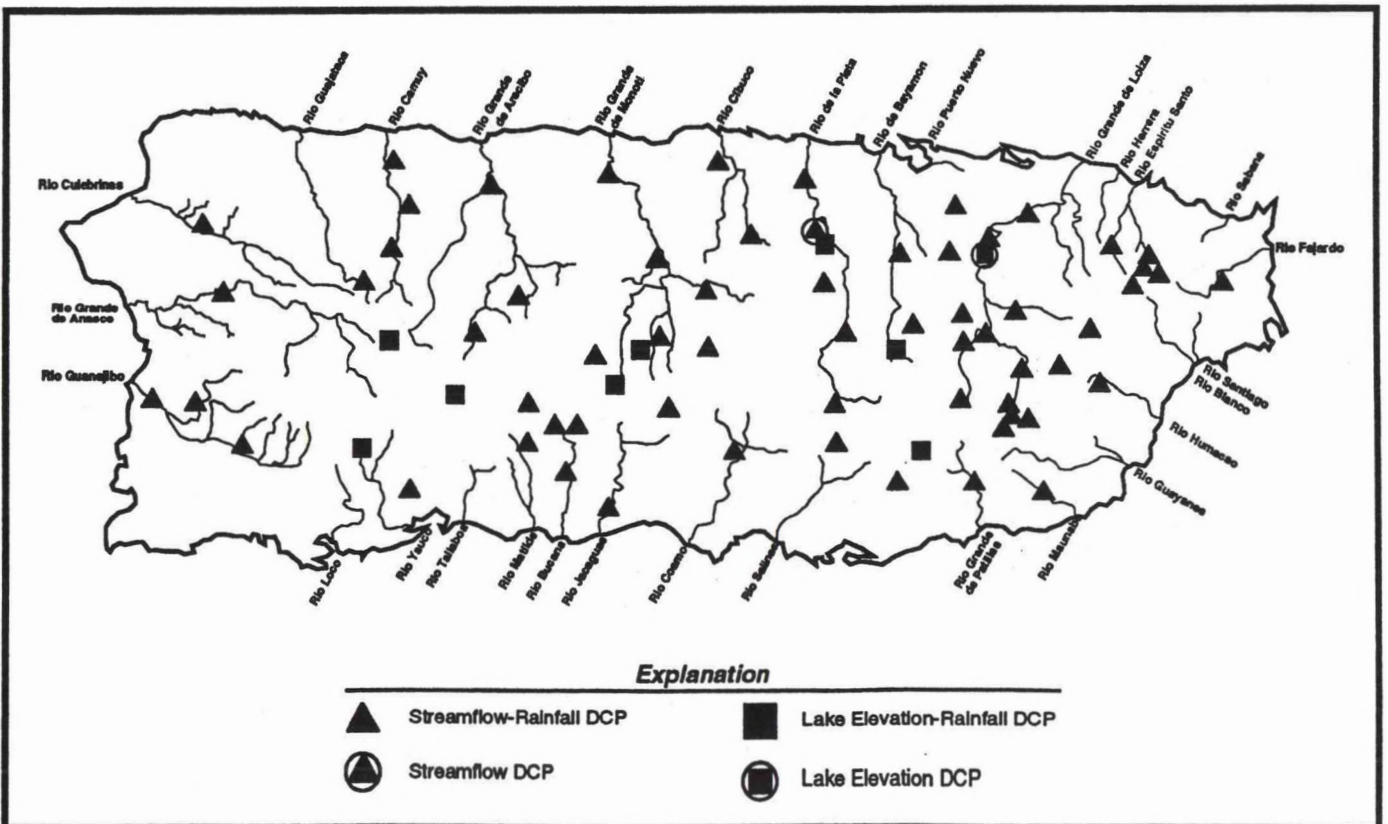 Rio Guajataca
Rio Camuy
Rio Grande
de Arecibo
Rio Grande
de Monati
Rio Cibuco
Rio de la Plata
Rio de Bayamon
Rio Puerto Nuevo
Rio Grande de Loiza
Rio Herrera
Rio Espiritu Santo
Rio Sabana
Rio Fajardo
Rio Culebrinas
Rio Grande
de Anasco
Rio Guanajibo
Rio Santiago
Rio Blanco
Rio Humacao
Rio Guayanes
Rio Loco
Rio Yauco
Rio Tallaboa
Rio Matilde
Rio Bucana
Rio Jacaguas
Rio Coamo
Rio Salinas
Rio Grande
de Patillas
Rio Maunabo
Explanation
Streamflow-Rainfall DCP
Lake Elevation-Rainfall DCP
Streamflow DCP
Lake Elevation DCP